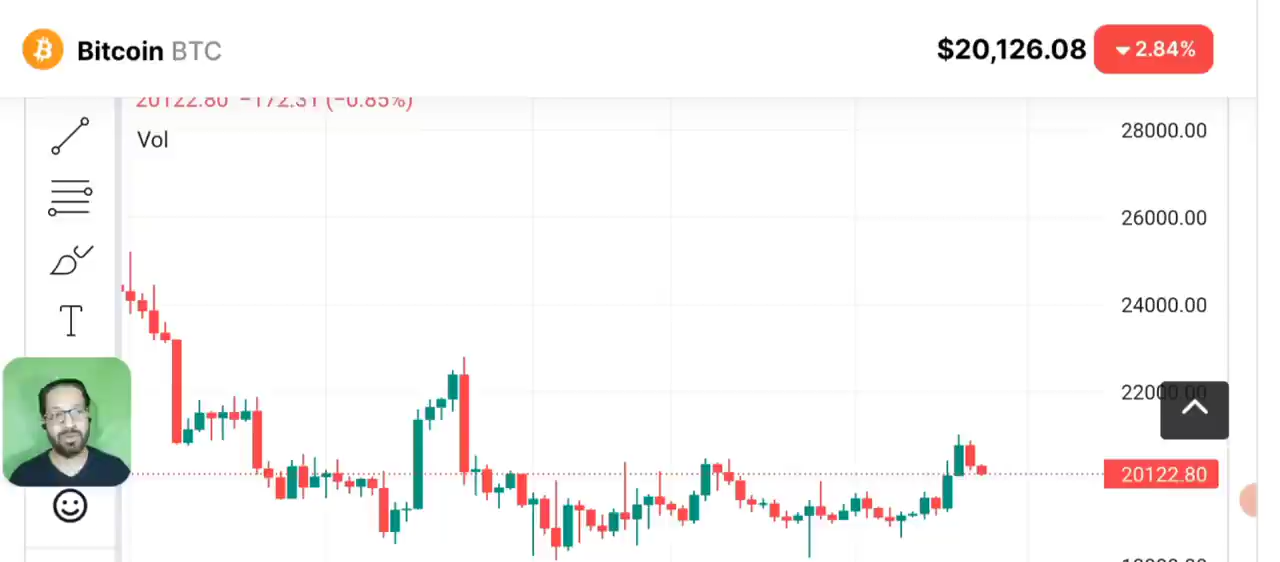 Bitcoin BTC
$20,126.08 2.84%
20122.80 −172.31 (−0.85%)
Vol
28000.00
26000.00
24000.00
T
22000.00
20122.80